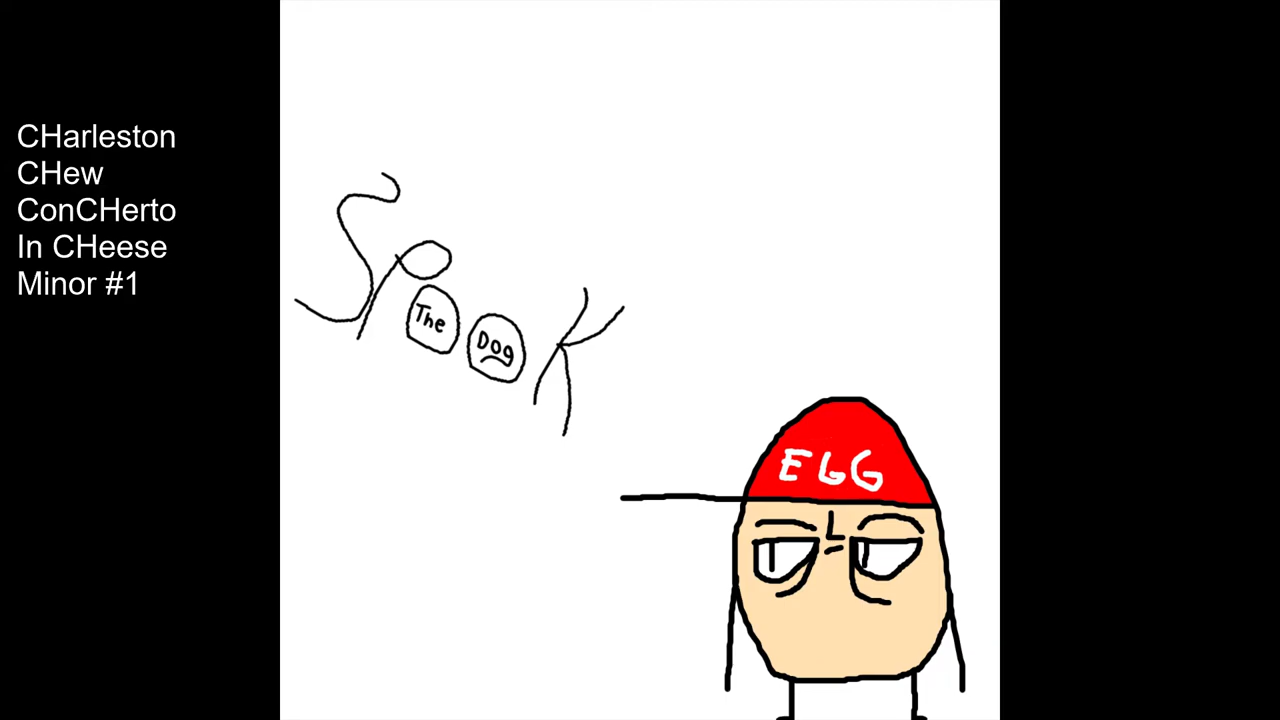 CHarleston
CHew
ConCHerto
In CHeese
Minor #1
SpooK
The Dog
EGG